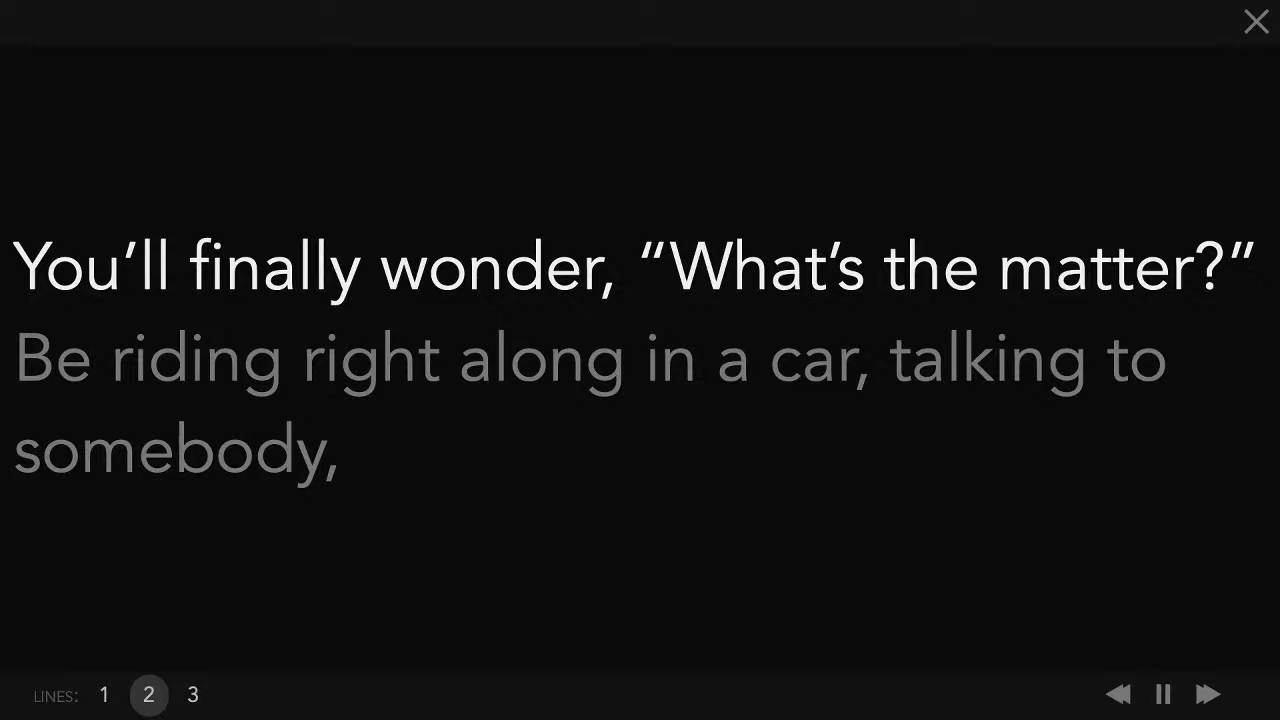 You’ll finally wonder, “What’s the matter?”
Be riding right along in a car, talking to
somebody,
LINES: 1 2 3